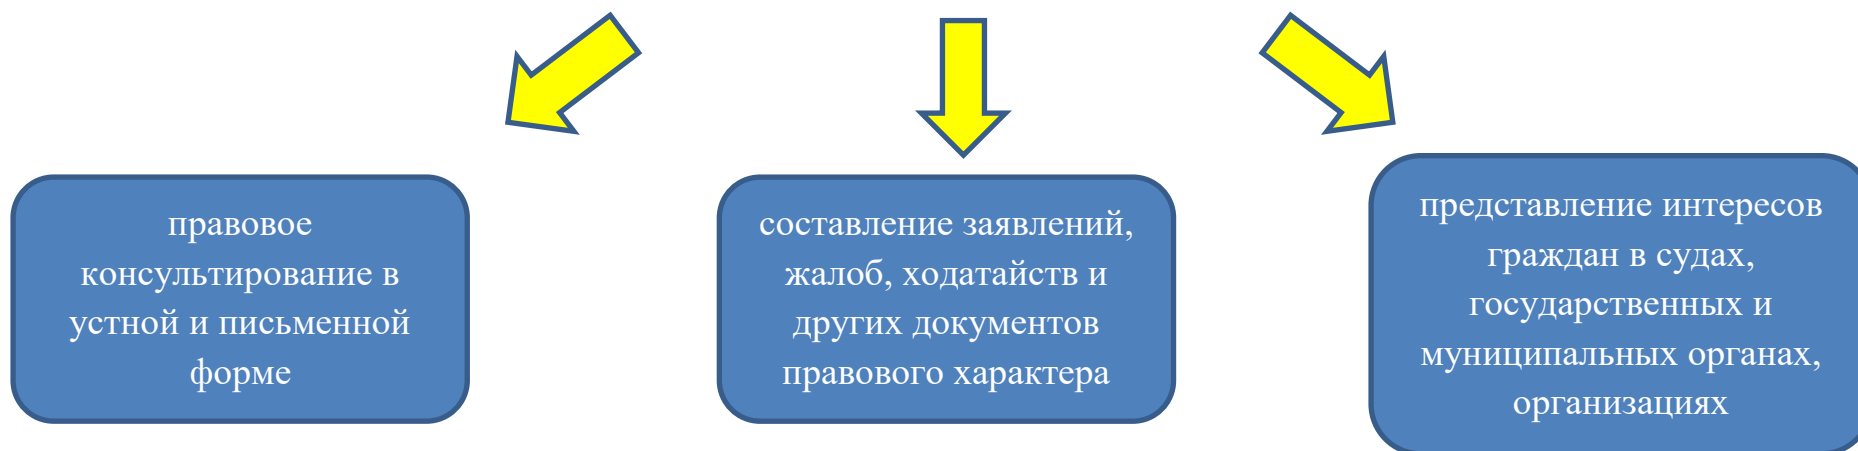 правовое
консультирование в
устной и письменной
форме
составление заявлений,
жалоб, ходатайств и
других документов
правового характера
представление интересов
граждан в судах,
государственных и
муниципальных органах,
организациях